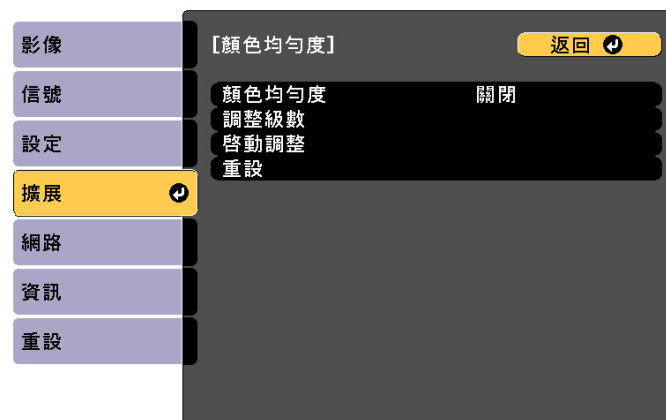 影像
信號
設定
擴展
網路
資訊
重設
[顏色均勻度]
返回
顏色均勻度 關閉
調整級數
啓動調整
重設